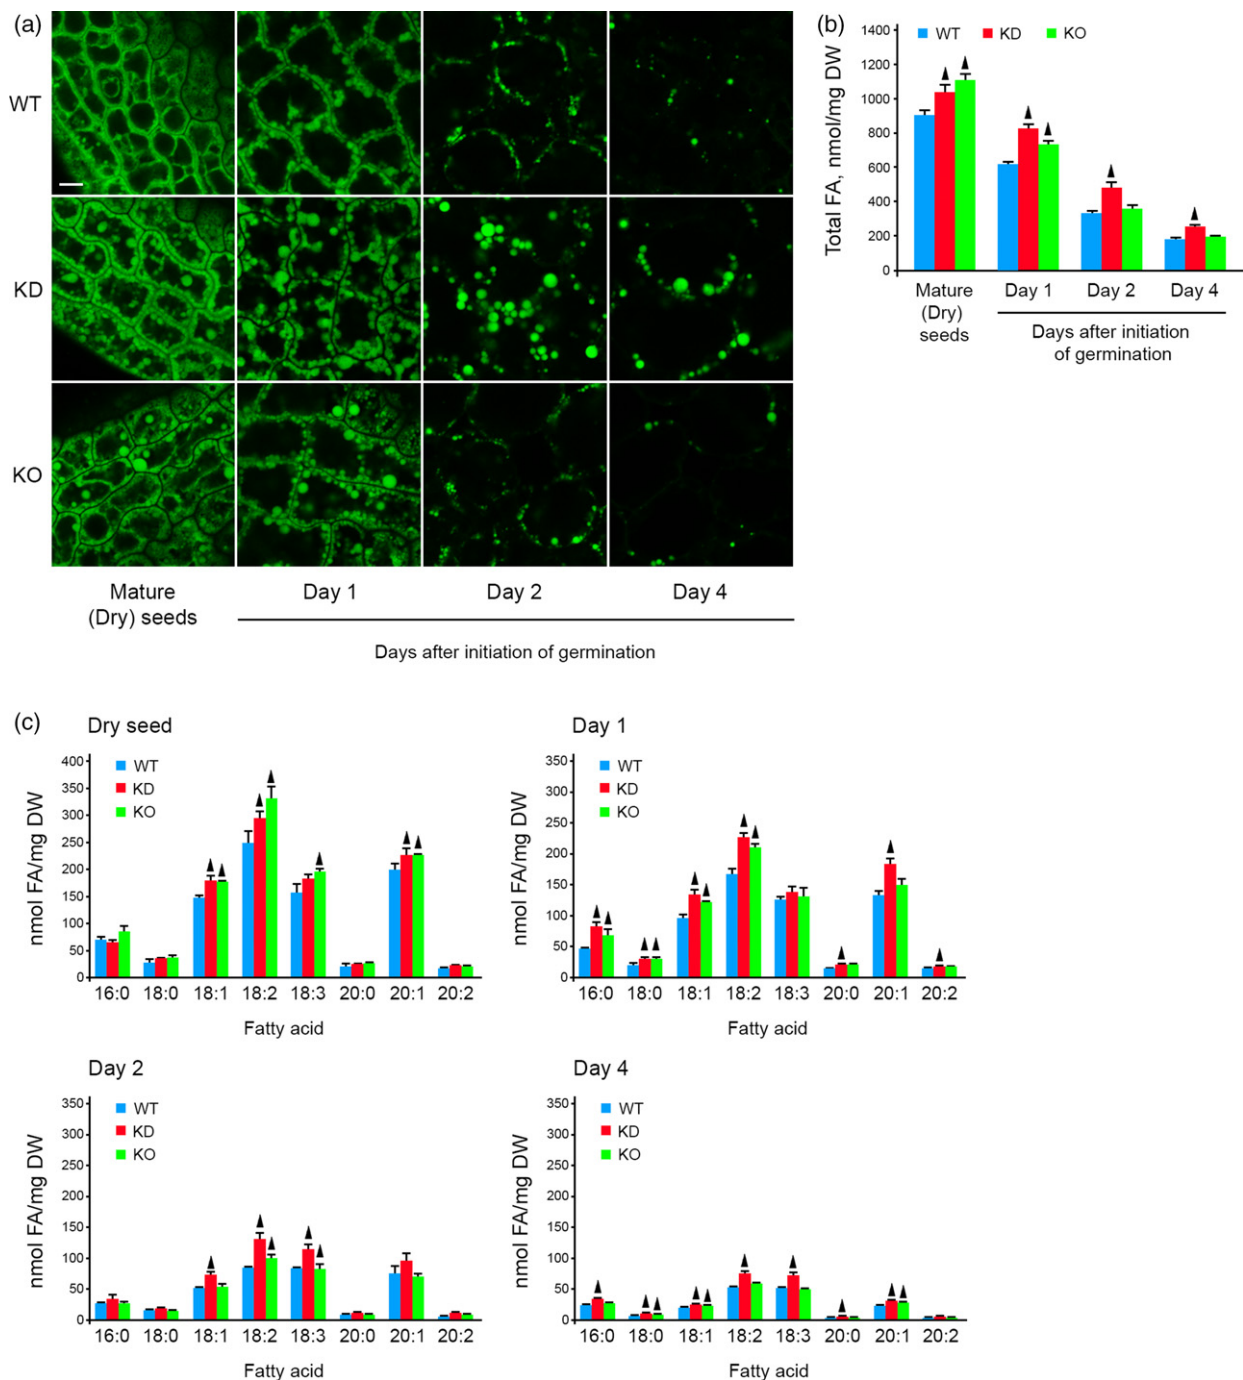 (a)
WT
KD
KO
Mature
(Dry) seeds
Day 1
Day 2
Day 4
Days after initiation of germination
(b)
WT
KD
KO
Total FA, nmol/mg DW
1400
1200
1000
800
600
400
200
0
Mature
(Dry)
seeds
Day 1
Day 2
Day 4
Days after initiation
of germination
(c)
Dry seed
nmol FA/mg DW
400
350
300
250
200
150
100
50
0
WT
KD
KO
16:0 18:0 18:1 18:2 18:3 20:0 20:1 20:2
Fatty acid
Day 1
nmol FA/mg DW
350
300
250
200
150
100
50
0
WT
KD
KO
16:0 18:0 18:1 18:2 18:3 20:0 20:1 20:2
Fatty acid
Day 2
nmol FA/mg DW
350
300
250
200
150
100
50
0
WT
KD
KO
16:0 18:0 18:1 18:2 18:3 20:0 20:1 20:2
Fatty acid
Day 4
nmol FA/mg DW
350
300
250
200
150
100
50
0
WT
KD
KO
16:0 18:0 18:1 18:2 18:3 20:0 20:1 20:2
Fatty acid